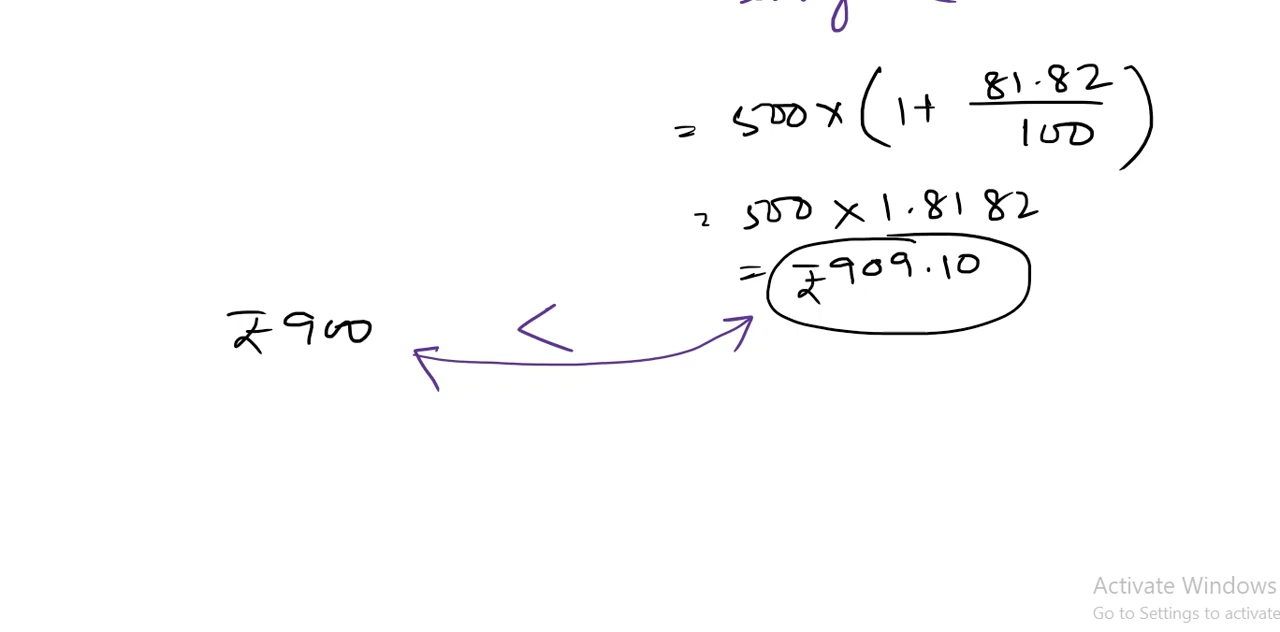 = 500 × (1 + 81.82/100)
= 500 × 1.8182
= ₹909.10
₹900 <
Activate Windows
Go to Settings to activate